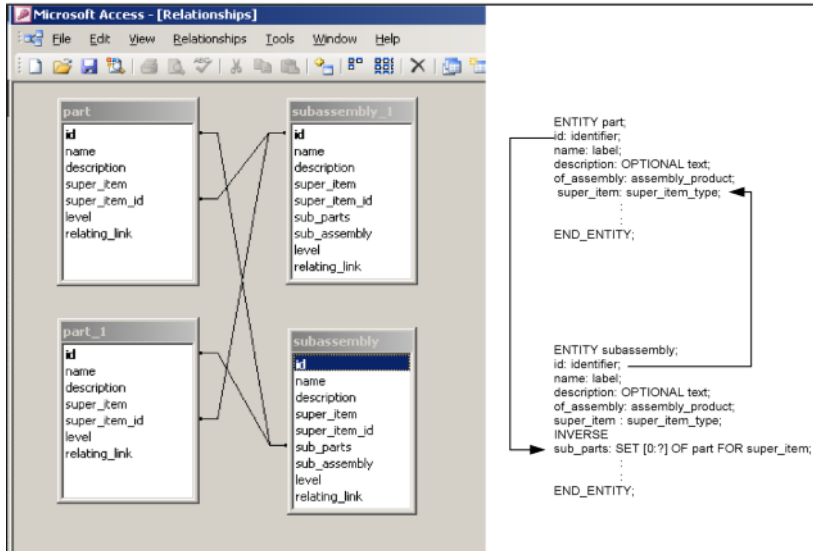 Microsoft Access - [Relationships]
File Edit View Relationships Tools Window Help
part
id
name
description
super_item
super_item_id
level
relating_link
subassembly_1
id
name
description
super_item
super_item_id
sub_parts
sub_assembly
level
relating_link
part_1
id
name
description
super_item
super_item_id
level
relating_link
subassembly
id
name
description
super_item
super_item_id
sub_parts
sub_assembly
level
relating_link
ENTITY part;
id: identifier;
name: label;
description: OPTIONAL text;
of_assembly: assembly_product;
super_item: super_item_type;
:
:
END_ENTITY;
ENTITY subassembly;
id: identifier;
name: label;
description: OPTIONAL text;
of_assembly: assembly_product;
super_item : super_item_type;
INVERSE
sub_parts: SET [0:?] OF part FOR super_item;
:
:
END_ENTITY;